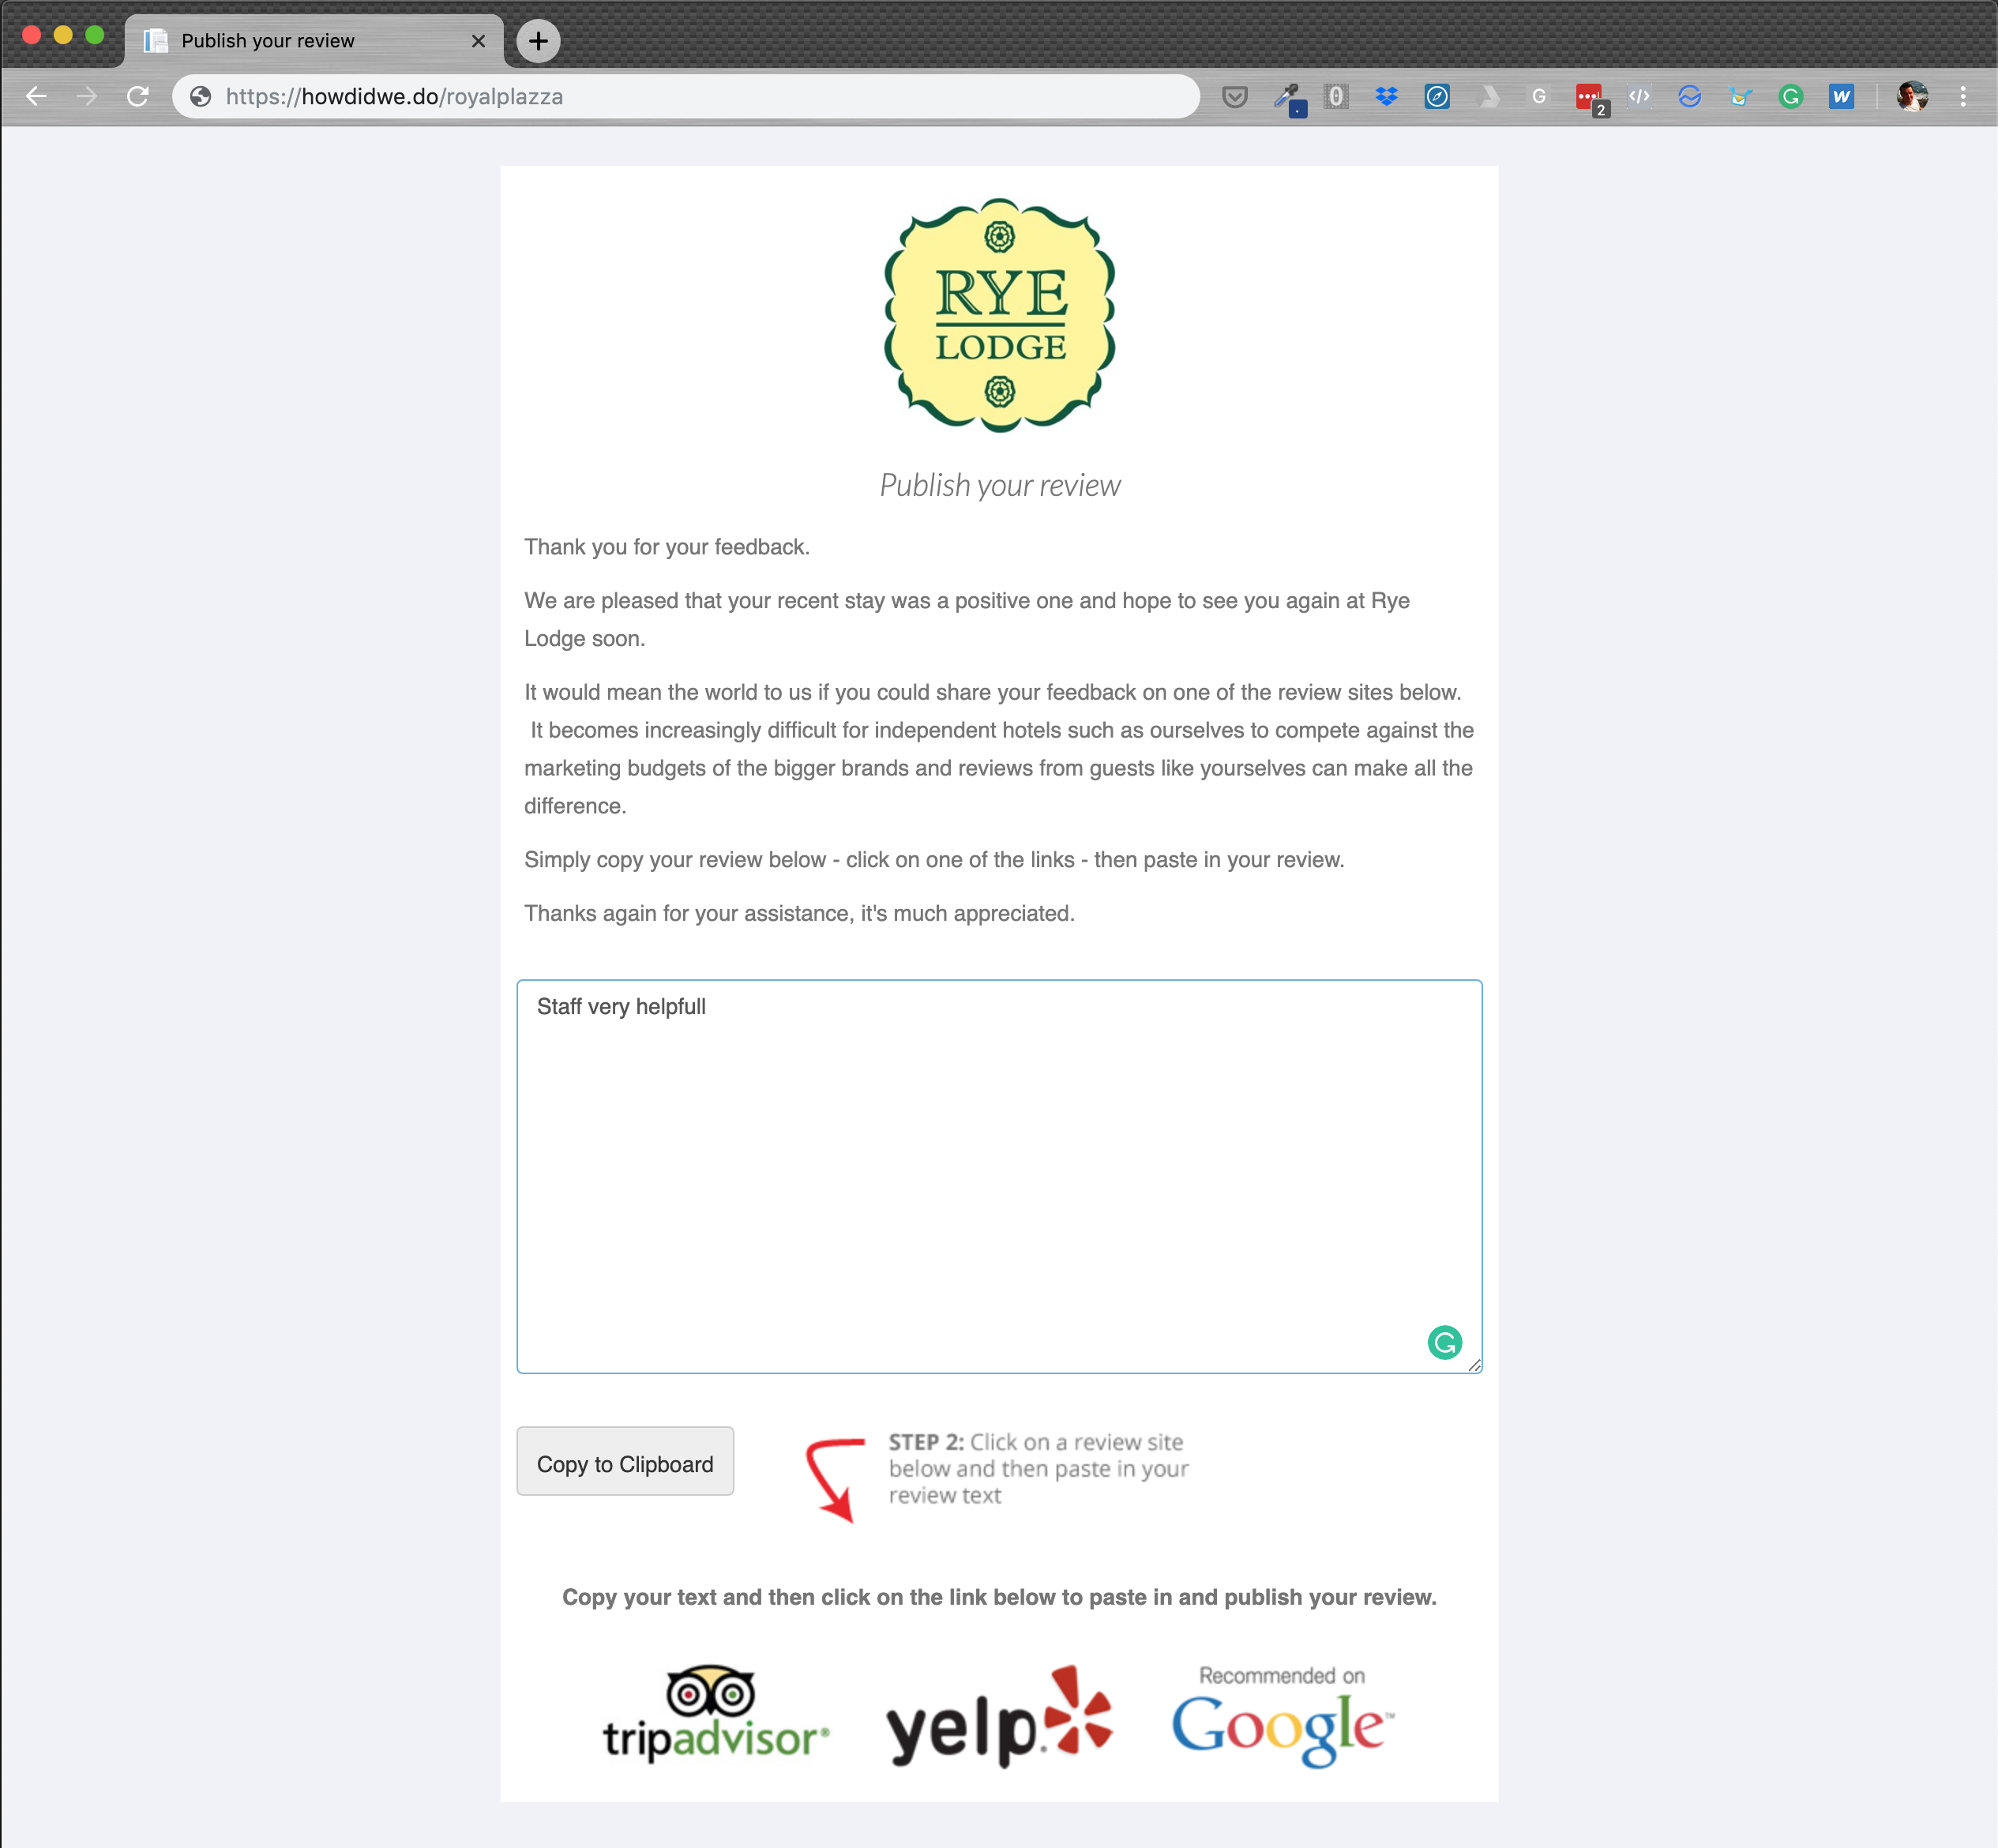 Publish your review
https://howdidwe.do/royalplazza
0
G
2
</>
G
W
RYE
LODGE
Publish your review
Thank you for your feedback.
We are pleased that your recent stay was a positive one and hope to see you again at Rye
Lodge soon.
It would mean the world to us if you could share your feedback on one of the review sites below.
It becomes increasingly difficult for independent hotels such as ourselves to compete against the
marketing budgets of the bigger brands and reviews from guests like yourselves can make all the
difference.
Simply copy your review below - click on one of the links - then paste in your review.
Thanks again for your assistance, it's much appreciated.
Staff very helpfull
G
Copy to Clipboard
STEP 2: Click on a review site
below and then paste in your
review text
Copy your text and then click on the link below to paste in and publish your review.
tripadvisor®
yelp
Recommended on
Google™